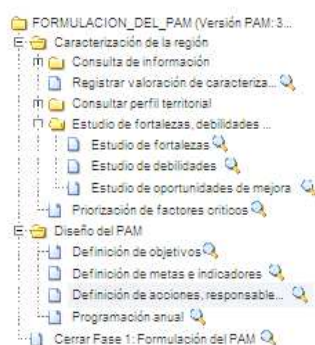 FORMULACION_DEL_PAM (Versión PAM: 3...
Caracterización de la región
Consulta de información
Registrar valoración de caracteriza...
Consultar perfil territorial
Estudio de fortalezas, debilidades ...
Estudio de fortalezas
Estudio de debilidades
Estudio de oportunidades de mejora
Priorización de factores criticos
Diseño del PAM
Definición de objetivos
Definición de metas e indicadores
Definición de acciones, responsable...
Programación anual
Cerrar Fase 1: Formulación del PAM